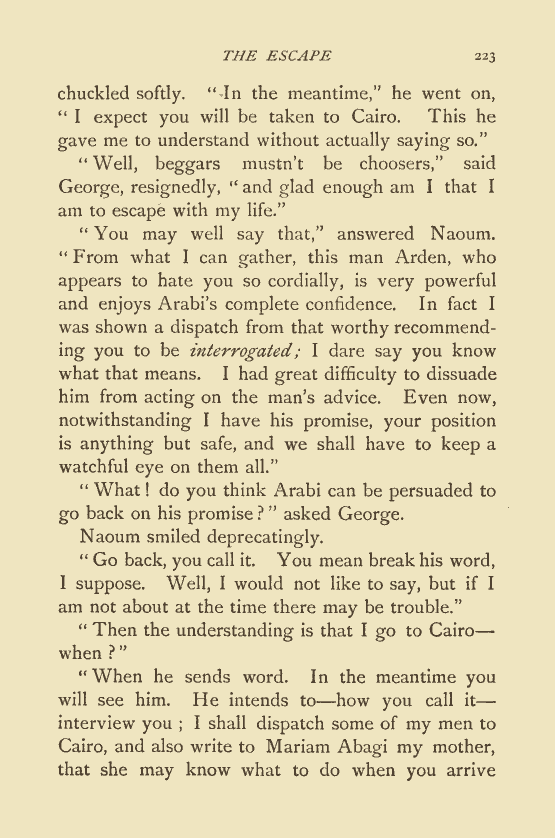 THE ESCAPE 223
chuckled softly. “ In the meantime,” he went on,
“ I expect you will be taken to Cairo. This he
gave me to understand without actually saying so.”
“ Well, beggars mustn't be choosers,” said
George, resignedly, “ and glad enough am I that I
am to escape with my life.”
“ You may well say that,” answered Naoum.
“ From what I can gather, this man Arden, who
appears to hate you so cordially, is very powerful
and enjoys Arabi's complete confidence. In fact I
was shown a dispatch from that worthy recommend-
ing you to be interrogated; I dare say you know
what that means. I had great difficulty to dissuade
him from acting on the man's advice. Even now,
notwithstanding I have his promise, your position
is anything but safe, and we shall have to keep a
watchful eye on them all.”
“ What ! do you think Arabi can be persuaded to
go back on his promise ? ” asked George.
Naoum smiled deprecatingly.
“ Go back, you call it. You mean break his word,
I suppose. Well, I would not like to say, but if I
am not about at the time there may be trouble.”
“ Then the understanding is that I go to Cairo—
when ? ”
“ When he sends word. In the meantime you
will see him. He intends to—how you call it—
interview you ; I shall dispatch some of my men to
Cairo, and also write to Mariam Abagi my mother,
that she may know what to do when you arrive